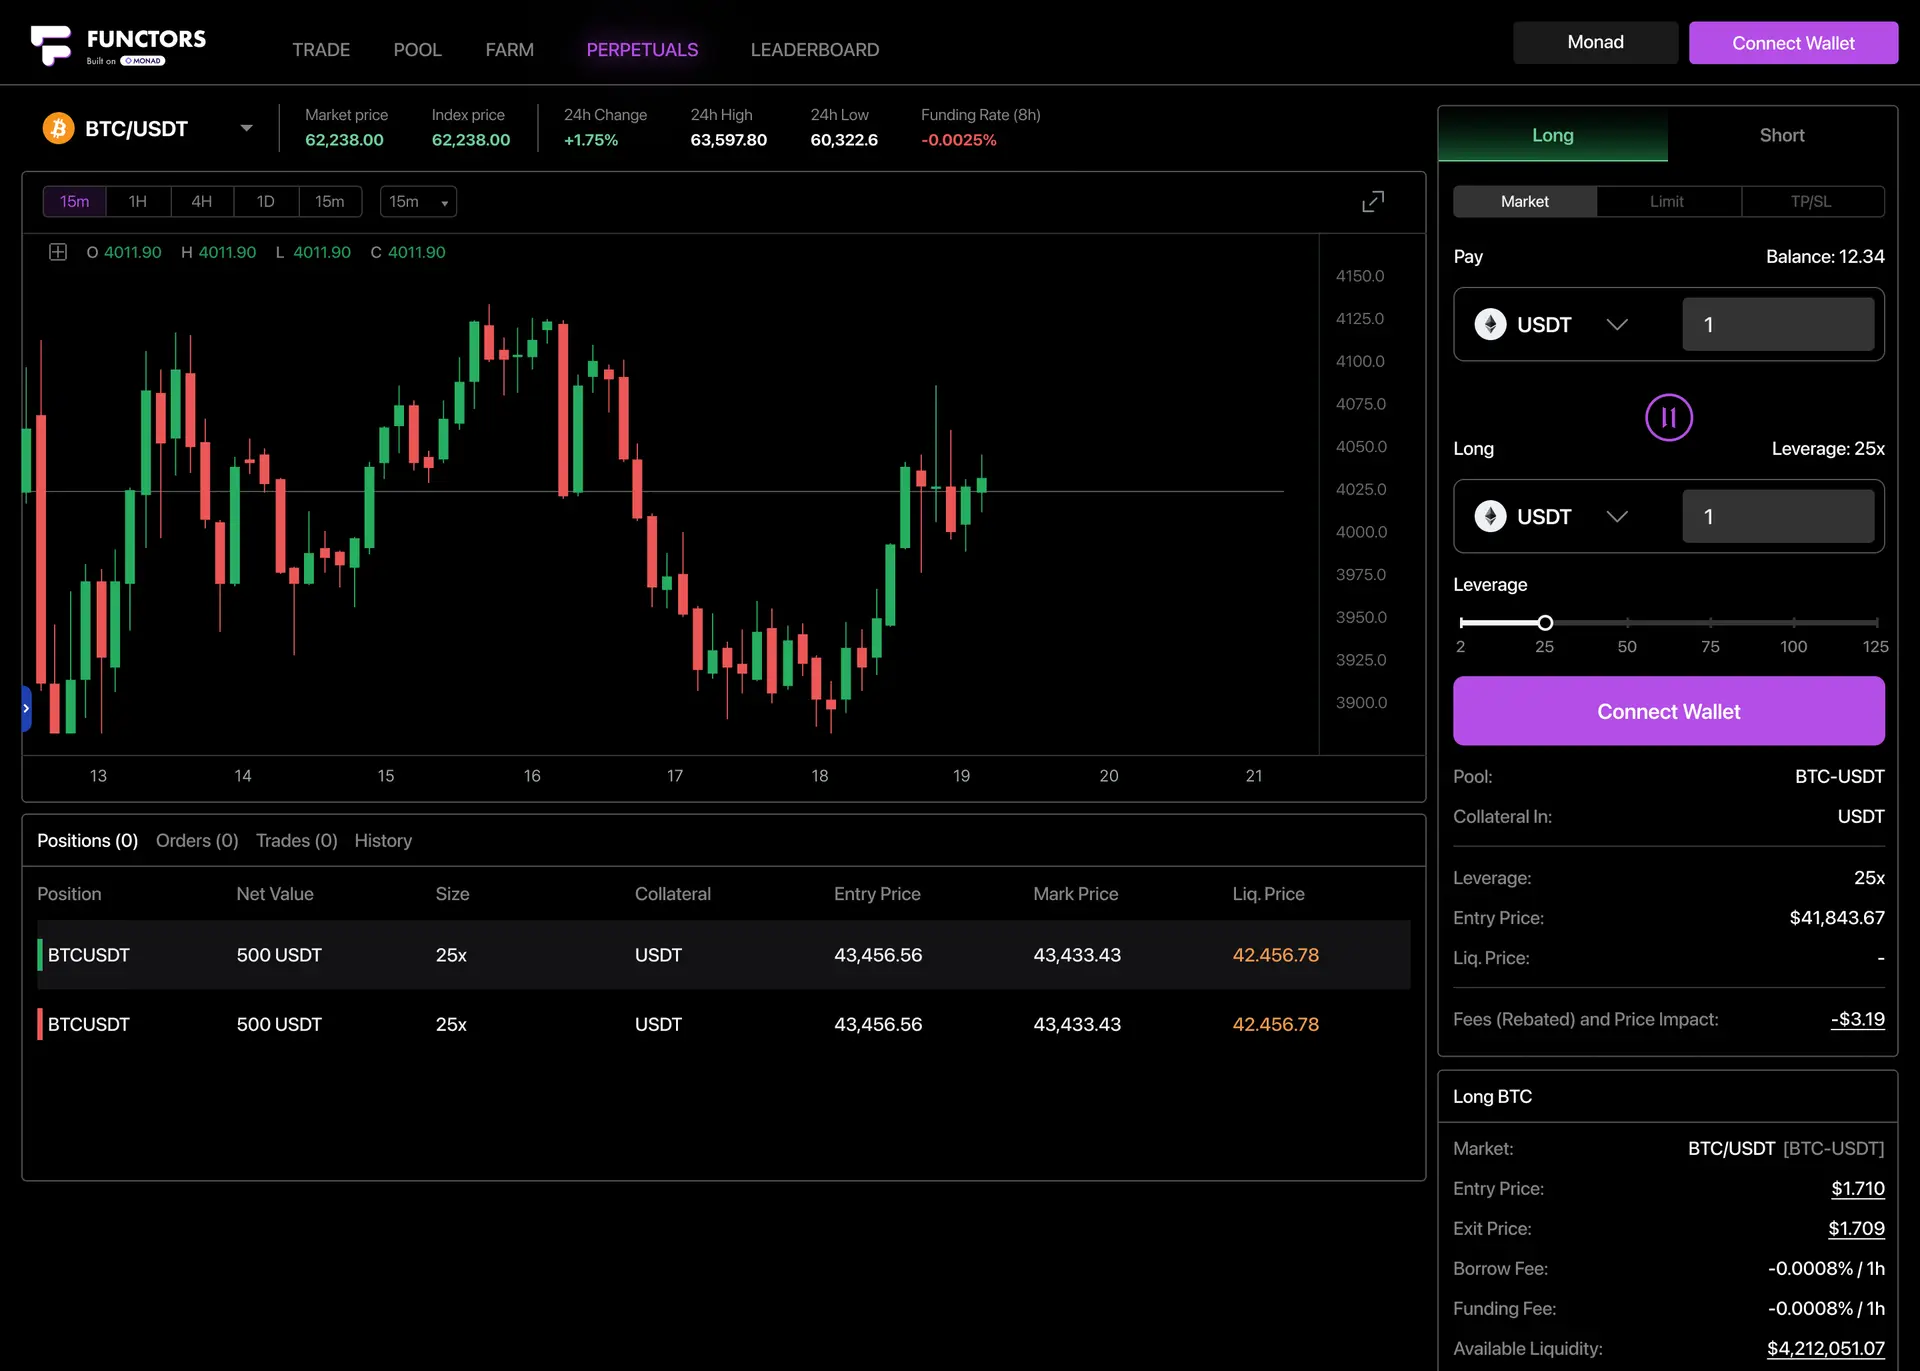 FUNCTORS
Built on MONAD
TRADE POOL FARM PERPETUALS LEADERBOARD
Monad Connect Wallet
BTC/USDT
Market price Index price 24h Change 24h High 24h Low Funding Rate (8h)
62,238.00 62,238.00 +1.75% 63,597.80 60,322.6 -0.0025%
15m 1H 4H 1D 15m 15m
O 4011.90 H 4011.90 L 4011.90 C 4011.90
4150.0
4125.0
4100.0
4075.0
4050.0
4025.0
4000.0
3975.0
3950.0
3925.0
3900.0
13 14 15 16 17 18 19 20 21
Positions (0) Orders (0) Trades (0) History
Position Net Value Size Collateral Entry Price Mark Price Liq. Price
BTCUSDT 500 USDT 25x USDT 43,456.56 43,433.43 42.456.78
BTCUSDT 500 USDT 25x USDT 43,456.56 43,433.43 42.456.78
Long Short
Market Limit TP/SL
Pay Balance: 12.34
USDT 1
Long Leverage: 25x
USDT 1
Leverage
2 25 50 75 100 125
Connect Wallet
Pool: BTC-USDT
Collateral In: USDT
Leverage: 25x
Entry Price: $41,843.67
Liq. Price: -
Fees (Rebated) and Price Impact: -$3.19
Long BTC
Market: BTC/USDT [BTC-USDT]
Entry Price: $1.710
Exit Price: $1.709
Borrow Fee: -0.0008% / 1h
Funding Fee: -0.0008% / 1h
Available Liquidity: $4,212,051.07